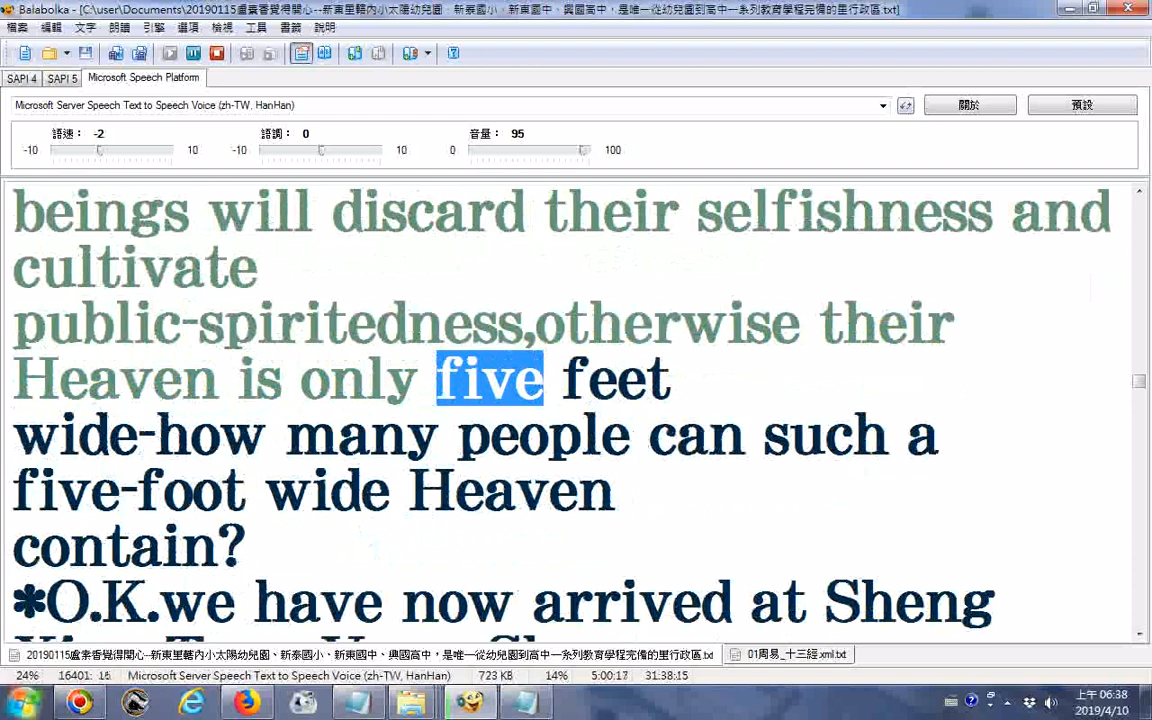 Balabolka - [C:\user\Documents\20190115盧素香覺得開心--新東里轄內小太陽幼兒園、新泰國小、新東國中、興國高中，是唯一從幼兒園到高中一系列教育學程完備的里行政區.txt]
檔案 編輯 文字 朗讀 引擎 選項 檢視 工具 書籤 說明
SAPI 4 SAPI 5 Microsoft Speech Platform
Microsoft Server Speech Text to Speech Voice (zh-TW, HanHan) 關於 預設
語速： -2 語調： 0 音量： 95
-10 10 -10 10 0 100
beings will discard their selfishness and
cultivate
public-spiritedness,otherwise their
Heaven is only five feet
wide-how many people can such a
five-foot wide Heaven
contain?
*O.K.we have now arrived at Sheng
20190115盧素香覺得開心--新東里轄內小太陽幼兒園、新泰國小、新東國中、興國高中，是唯一從幼兒園到高中一系列教育學程完備的里行政區.txt 01周易_十三經.xml.txt
24% 16401: 16 Microsoft Server Speech Text to Speech Voice (zh-TW, HanHan) 723 KB 14% 5:00:17 31:38:15
上午 06:38
2019/4/10